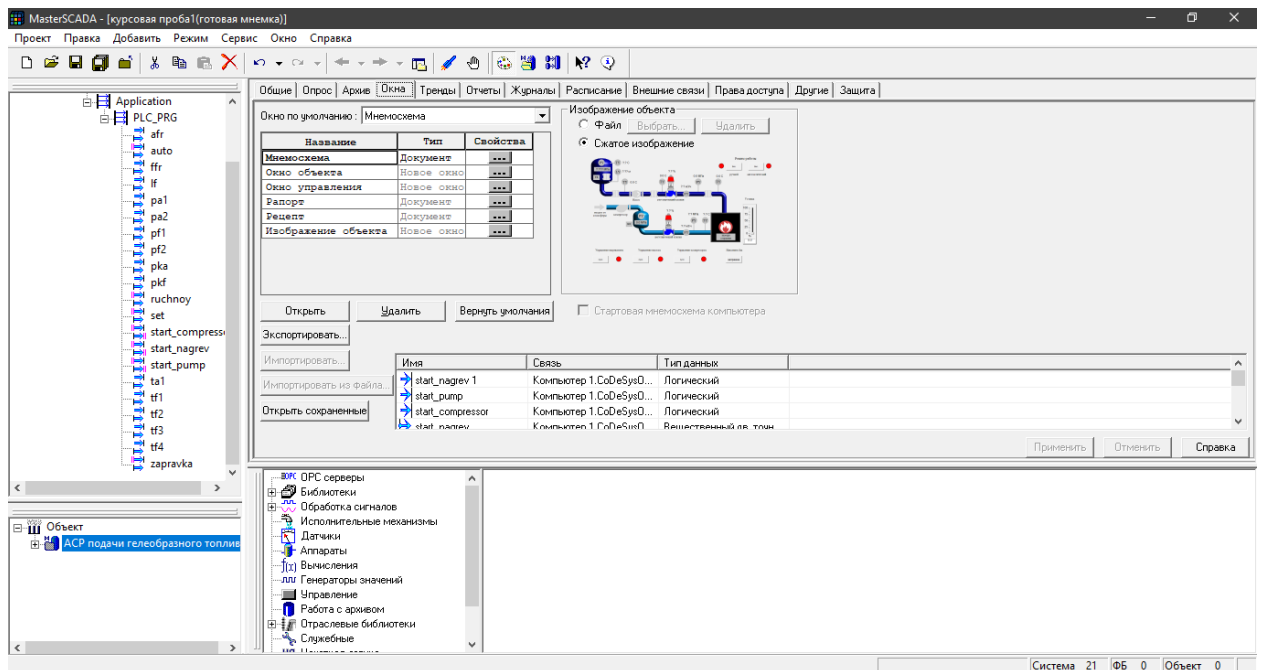 MasterSCADA - [курсовая проба1(готовая мнемка)]
Проект Правка Добавить Режим Сервис Окно Справка
Application
PLC_PRG
afr
auto
ffr
lf
pa1
pa2
pf1
pf2
pka
pkf
ruchnoy
set
start_compress
start_nagrev
start_pump
ta1
tf1
tf2
tf3
tf4
zapravka
Объект
АСР подачи гелеобразного топлив
Общие Опрос Архив Окна Тренды Отчеты Журналы Расписание Внешние связи Права доступа Другие Защита
Окно по умолчанию : Мнемосхема
Название Тип Свойства
Мнемосхема Документ ...
Окно объекта Новое окно ...
Окно управления Новое окно ...
Рапорт Документ ...
Рецепт Документ ...
Изображение объекта Новое окно ...
Изображение объекта
Файл Выбрать... Удалить
Сжатое изображение
Открыть Удалить Вернуть умолчания Стартовая мнемосхема компьютера
Экспортировать...
Импортировать...
Импортировать из файла...
Открыть сохраненные
Имя Связь Тип данных
start_nagrev 1 Компьютер 1.CoDeSysO... Логический
start_pump Компьютер 1.CoDeSysO... Логический
start_compressor Компьютер 1.CoDeSysO... Логический
start_nagrev Компьютер 1.CoDeSysO... Вещественный дв. точн
Применить Отменить Справка
OPC серверы
Библиотеки
Обработка сигналов
Исполнительные механизмы
Датчики
Аппараты
Вычисления
Генераторы значений
Управление
Работа с архивом
Отраслевые библиотеки
Служебные
Система 21 ФБ 0 Объект 0